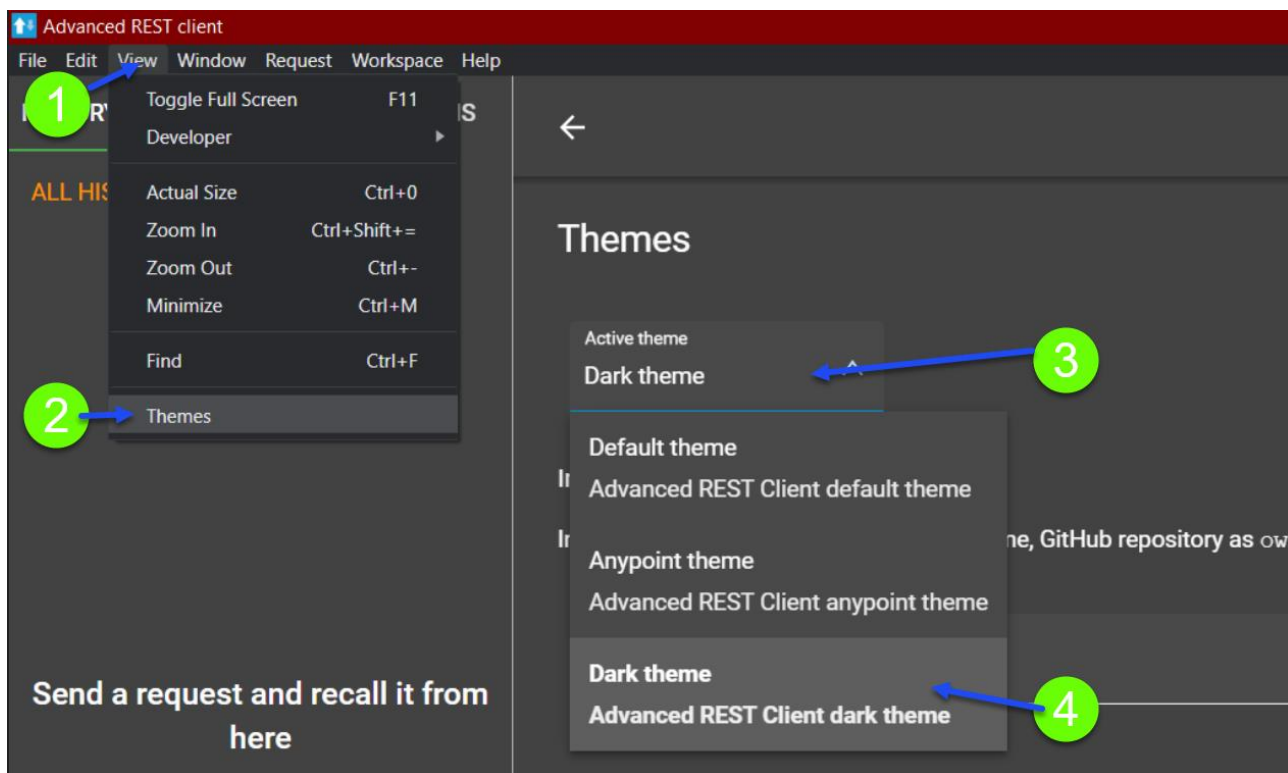 Advanced REST client
File Edit View Window Request Workspace Help
1
Toggle Full Screen F11
Developer
ALL HIS
Actual Size Ctrl+0
Zoom In Ctrl+Shift+=
Zoom Out Ctrl+-
Minimize Ctrl+M
Find Ctrl+F
2
Themes
Send a request and recall it from
here
Themes
Active theme
Dark theme
3
Default theme
Advanced REST Client default theme
ne, GitHub repository as ow
Anypoint theme
Advanced REST Client anypoint theme
Dark theme
Advanced REST Client dark theme
4